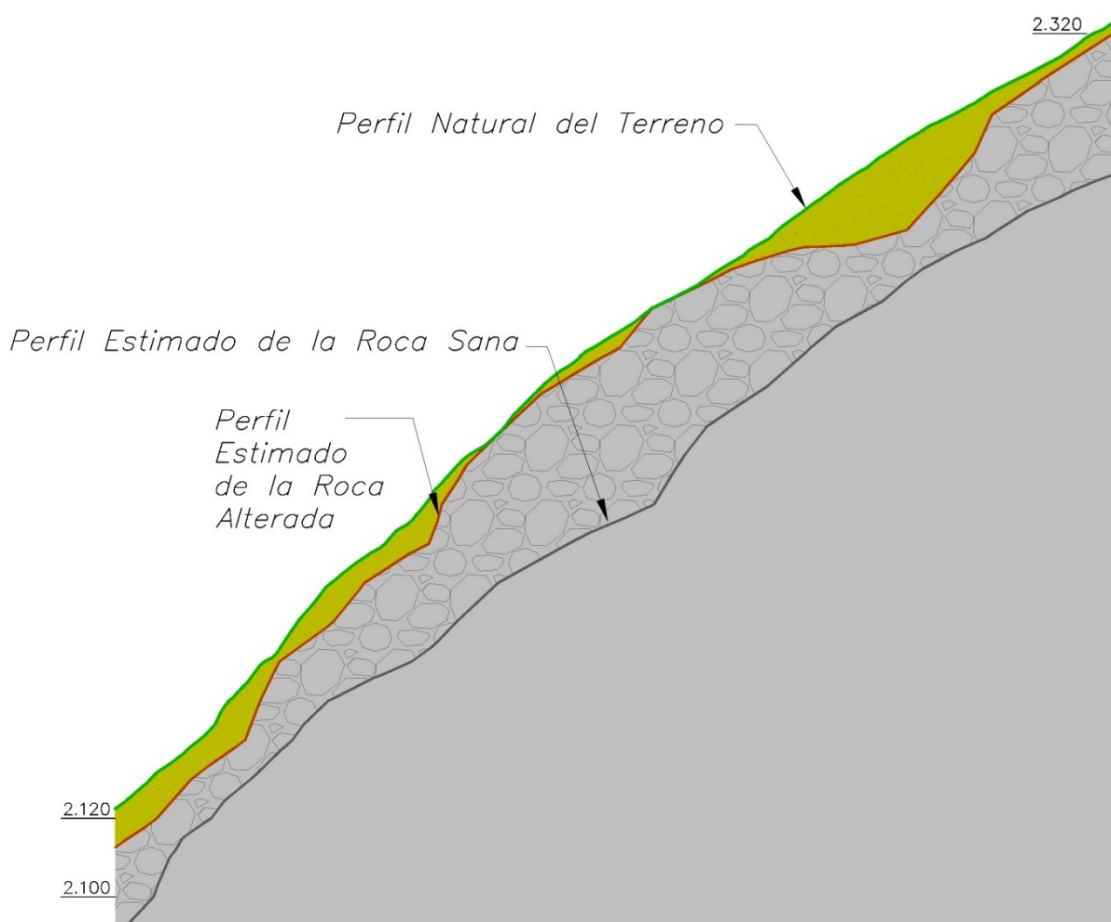 2.320
Perfil Natural del Terreno
Perfil Estimado de la Roca Sana
Perfil
Estimado
de la Roca
Alterada
2.120
2.100